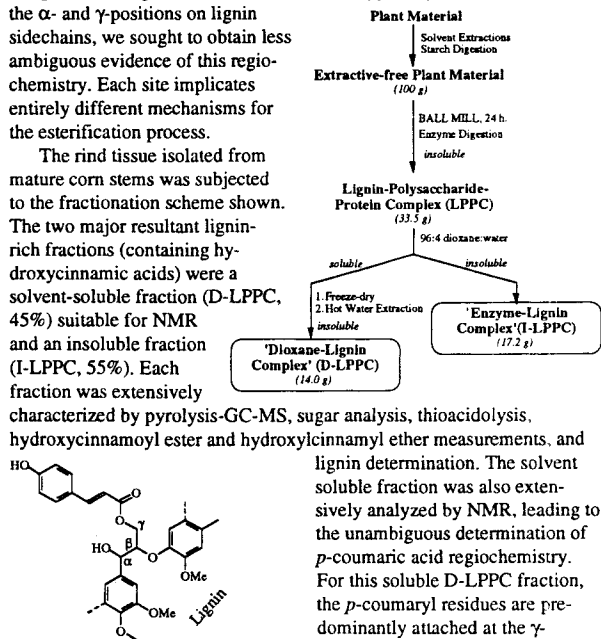 the α- and γ-positions on lignin
sidechains, we sought to obtain less
ambiguous evidence of this regio-
chemistry. Each site implicates
entirely different mechanisms for
the esterification process.
The rind tissue isolated from
mature corn stems was subjected
to the fractionation scheme shown.
The two major resultant lignin-
rich fractions (containing hy-
droxycinnamic acids) were a
solvent-soluble fraction (D-LPPC,
45%) suitable for NMR
and an insoluble fraction
(I-LPPC, 55%). Each
fraction was extensively
Plant Material
Solvent Extractions
Starch Digestion
Extractive-free Plant Material
(100 g)
BALL MILL, 24 h.
Enzyme Digestion
insoluble
Lignin-Polysaccharide-
Protein Complex (LPPC)
(33.5 g)
96:4 dioxane:water
soluble
insoluble
1. Freeze-dry
2. Hot Water Extraction
insoluble
'Dioxane-Lignin
Complex' (D-LPPC)
(14.0 g)
'Enzyme-Lignin
Complex'(I-LPPC)
(17.2 g)
characterized by pyrolysis-GC-MS, sugar analysis, thioacidolysis,
hydroxycinnamoyl ester and hydroxylcinnamyl ether measurements, and
lignin determination. The solvent
soluble fraction was also exten-
sively analyzed by NMR, leading to
the unambiguous determination of
p-coumaric acid regiochemistry.
For this soluble D-LPPC fraction,
the p-coumaryl residues are pre-
dominantly attached at the γ-
HO
O
O
γ
β
HO
α
O
OMe
OMe
O
Lignin